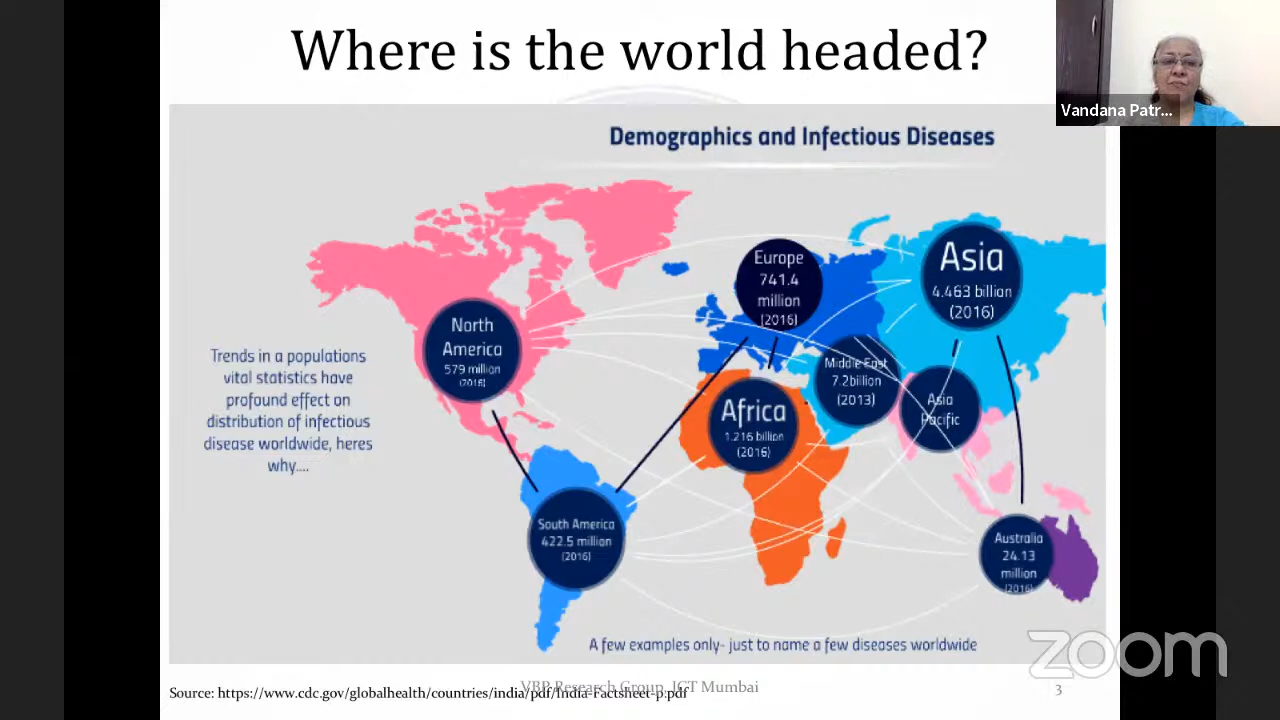 Where is the world headed?
Vandana Patr...
Demographics and Infectious Diseases
Asia
4.463 billion
(2016)
Europe
741.4
million
(2016)
North
America
579 million
(2016)
Middle East
7.2billion
(2013)
Asia
Pacific
Africa
1.216 billion
(2016)
Trends in a populations
vital statistics have
profound effect on
distribution of infectious
disease worldwide, heres
why....
South America
422.5 million
(2016)
Australia
24.13
million
(2016)
A few examples only- just to name a few diseases worldwide
zoom
Source: https://www.cdc.gov/globalhealth/countries/india/pdf/India-Factsheet-p.pdf
VBP Research Group, ICT Mumbai
3